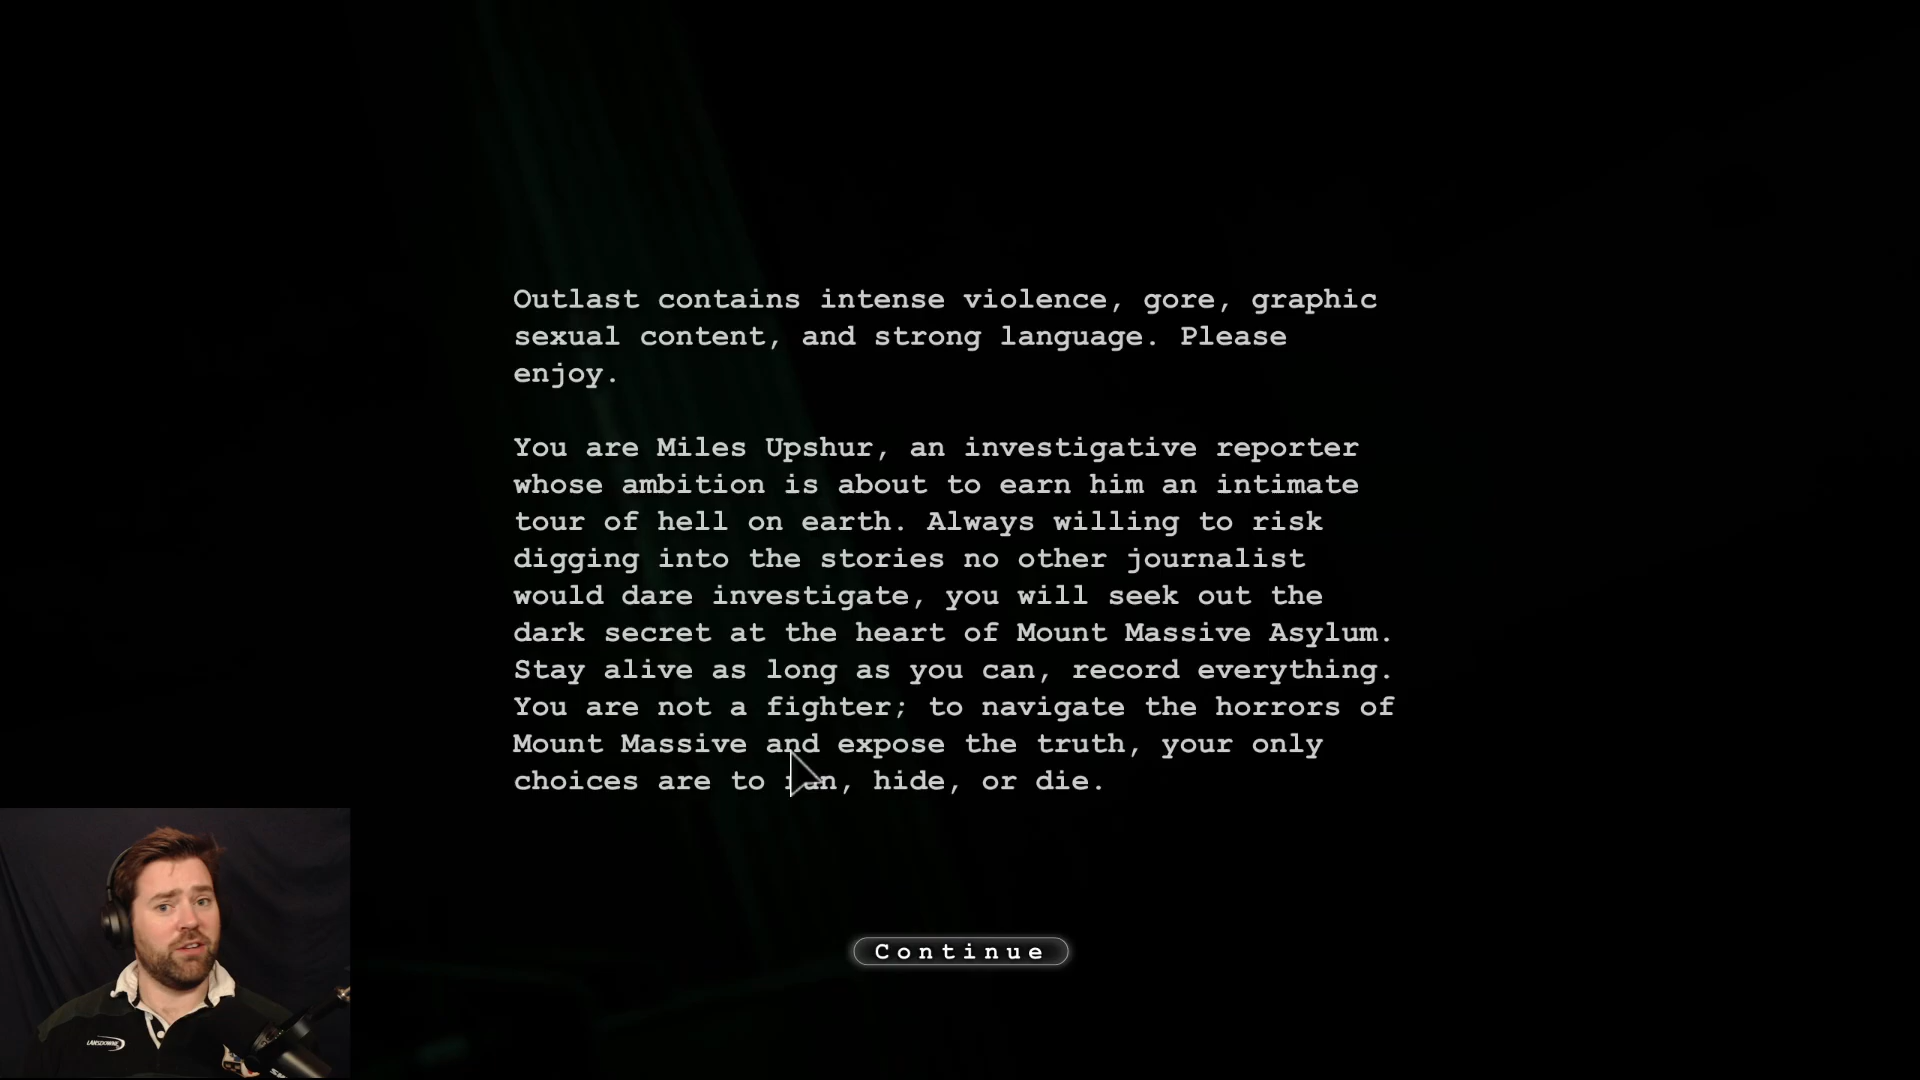 Outlast contains intense violence, gore, graphic
sexual content, and strong language. Please
enjoy.
You are Miles Upshur, an investigative reporter
whose ambition is about to earn him an intimate
tour of hell on earth. Always willing to risk
digging into the stories no other journalist
would dare investigate, you will seek out the
dark secret at the heart of Mount Massive Asylum.
Stay alive as long as you can, record everything.
You are not a fighter; to navigate the horrors of
Mount Massive and expose the truth, your only
choices are to run, hide, or die.
Continue
LANSDOWNE